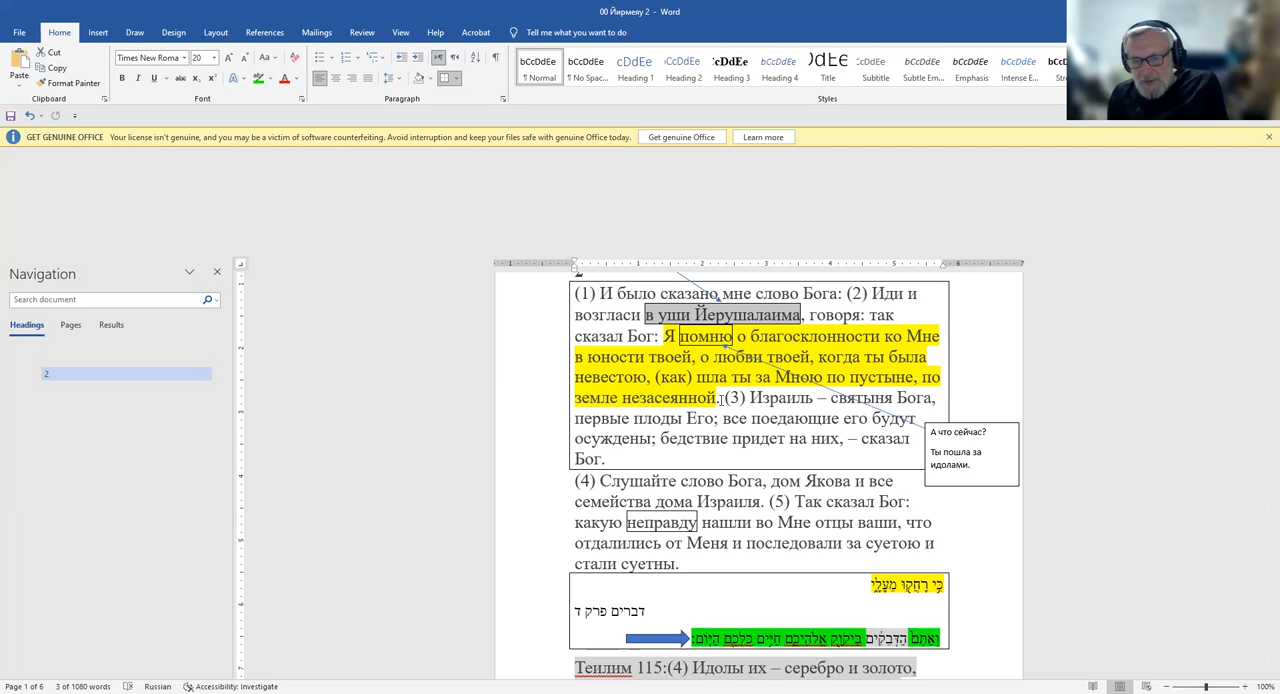 00 Йирмеяу 2 - Word
File Home Insert Draw Design Layout References Mailings Review View Help Acrobat Tell me what you want to do
Paste Cut Copy Format Painter
Times New Roma 20
¶ Normal ¶ No Spac... Heading 1 Heading 2 Heading 3 Heading 4 Title Subtitle Subtle Em... Emphasis Intense E...
AaBbCcDdEe
Clipboard Font Paragraph Styles
GET GENUINE OFFICE Your license isn't genuine, and you may be a victim of software counterfeiting. Avoid interruption and keep your files safe with genuine Office today. Get genuine Office Learn more
Navigation
Search document
Headings Pages Results
2
(1) И было сказано мне слово Бога: (2) Иди и
возгласи в уши Йерушалаима, говоря: так
сказал Бог: Я помню о благосклонности ко Мне
в юности твоей, о любви твоей, когда ты была
невестою, (как) шла ты за Мною по пустыне, по
земле незасеянной. (3) Израиль – святыня Бога,
первые плоды Его; все поедающие его будут
осуждены; бедствие придет на них, – сказал
Бог.
А что сейчас?
Ты пошла за
идолами.
(4) Слушайте слово Бога, дом Якова и все
семейства дома Израиля. (5) Так сказал Бог:
какую неправду нашли во Мне отцы ваши, что
отдалились от Меня и последовали за суетою и
стали суетны.
כִּ֥י רָחֲק֖וּ מֵעָלָ֑י
דברים פרק ד
וְאַתֶּם֙ הַדְּבֵקִ֔ים בַּיקֹוָ֖ק אֱלֹהֵיכֶ֑ם חַיִּ֥ים כֻּלְּכֶ֖ם הַיּֽוֹם׃
Теилим 115:(4) Идолы их – серебро и золото,
Page 1 of 6 3 of 1080 words Russian Accessibility: Investigate 100%